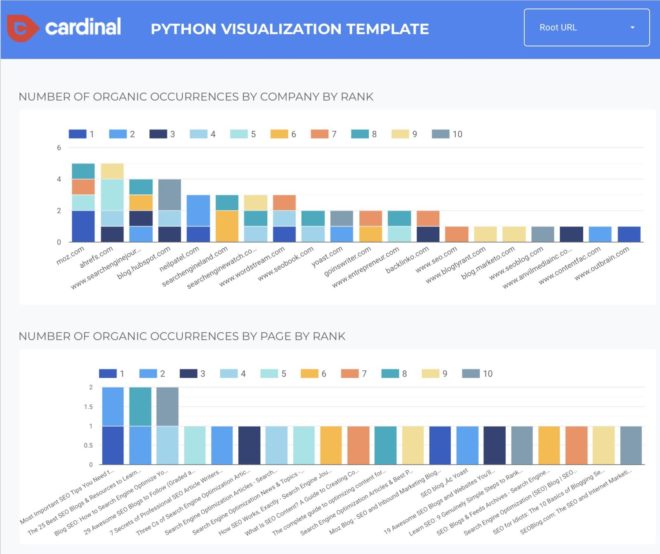 cardinal
PYTHON VISUALIZATION TEMPLATE
Root URL
NUMBER OF ORGANIC OCCURRENCES BY COMPANY BY RANK
1 2 3 4 5 6 7 8 9 10
6
4
2
0
moz.com
ahrefs.com
www.searchenginejour...
blog.hubspot.com
neilpatel.com
searchengineland.com
searchenginewatch.co...
www.wordstream.com
www.seobook.com
yoast.com
goinswriter.com
www.entrepreneur.com
backlinko.com
www.seo.com
www.blogtyrant.com
blog.marketo.com
www.seoblog.com
www.anvilmediainc.co...
www.contentfac.com
www.outbrain.com
NUMBER OF ORGANIC OCCURRENCES BY PAGE BY RANK
1 2 3 4 5 6 7 8 9 10
2
1.5
1
0.5
0
Most Important SEO Tips You Need t...
The 25 Best SEO Blogs & Resources to Learn...
Blog SEO: How to Search Engine Optimize Yo...
29 Awesome SEO Blogs to Follow (Graded a...
7 Secrets of Professional SEO Article Writers...
Three Cs of Search Engine Optimization Artic...
Search Engine Optimization Articles - Search...
Search Engine Optimization News & Topics -...
How SEO Works, Exactly - Search Engine Jou...
What is SEO Content? A Guide to Creating Co...
The complete guide to optimizing content for...
Search Engine Optimization Articles & Best P...
Moz Blog - SEO and Inbound Marketing Blog...
SEO blog Yoast
19 Awesome SEO Blogs and Websites You'll...
Learn SEO: 9 Genuinely Simple Steps to Rank...
SEO: Blogs & Feeds Archives - Search Engine...
Search Engine Optimization (SEO) Blog | SEO...
SEO for Idiots: The 10 Basics of Blogging Se...
SEOBlog.com: The SEO and Internet Marketi...